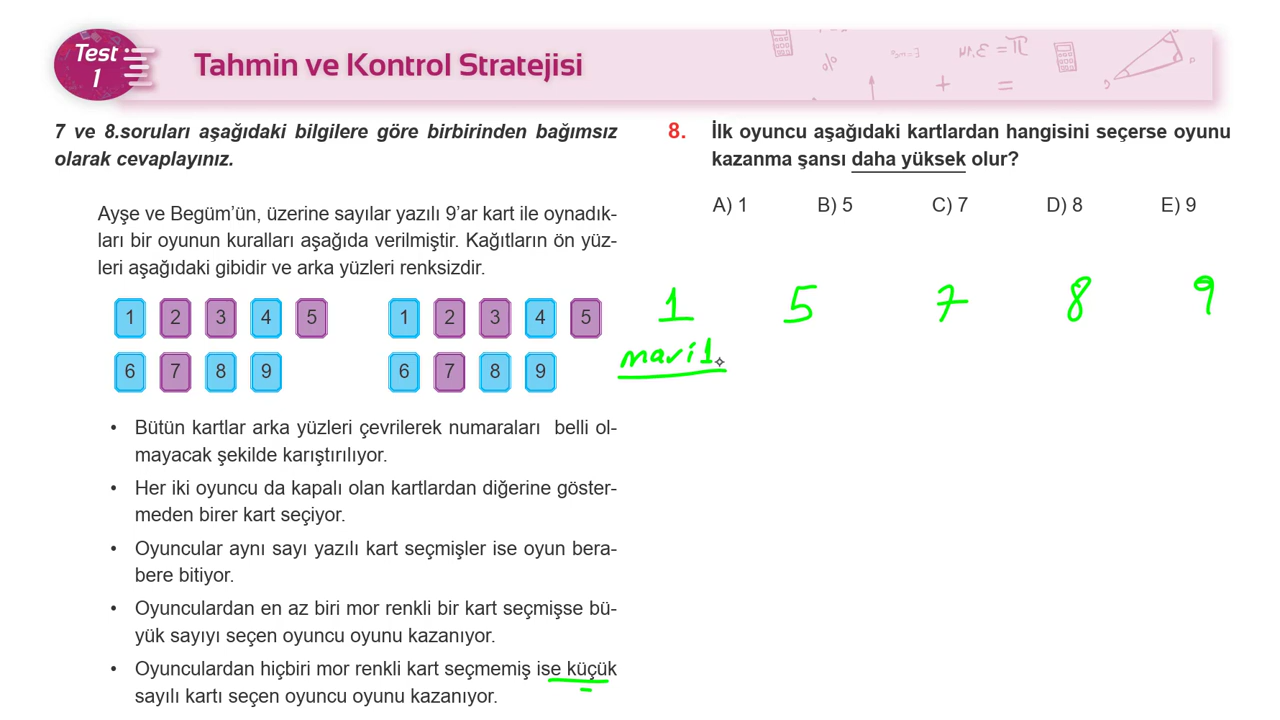 Test
1
Tahmin ve Kontrol Stratejisi
7 ve 8.soruları aşağıdaki bilgilere göre birbirinden bağımsız
olarak cevaplayınız.
Ayşe ve Begüm'ün, üzerine sayılar yazılı 9'ar kart ile oynadık-
ları bir oyunun kuralları aşağıda verilmiştir. Kağıtların ön yüz-
leri aşağıdaki gibidir ve arka yüzleri renksizdir.
1 2 3 4 5 1 2 3 4 5
6 7 8 9 6 7 8 9
• Bütün kartlar arka yüzleri çevrilerek numaraları belli ol-
mayacak şekilde karıştırılıyor.
• Her iki oyuncu da kapalı olan kartlardan diğerine göster-
meden birer kart seçiyor.
• Oyuncular aynı sayı yazılı kart seçmişler ise oyun bera-
bere bitiyor.
• Oyunculardan en az biri mor renkli bir kart seçmişse bü-
yük sayıyı seçen oyuncu oyunu kazanıyor.
• Oyunculardan hiçbiri mor renkli kart seçmemiş ise küçük
sayılı kartı seçen oyuncu oyunu kazanıyor.
8. İlk oyuncu aşağıdaki kartlardan hangisini seçerse oyunu
kazanma şansı daha yüksek olur?
A) 1 B) 5 C) 7 D) 8 E) 9
1 5 7 8 9
mavi 1
% μ,ε = π
+ =